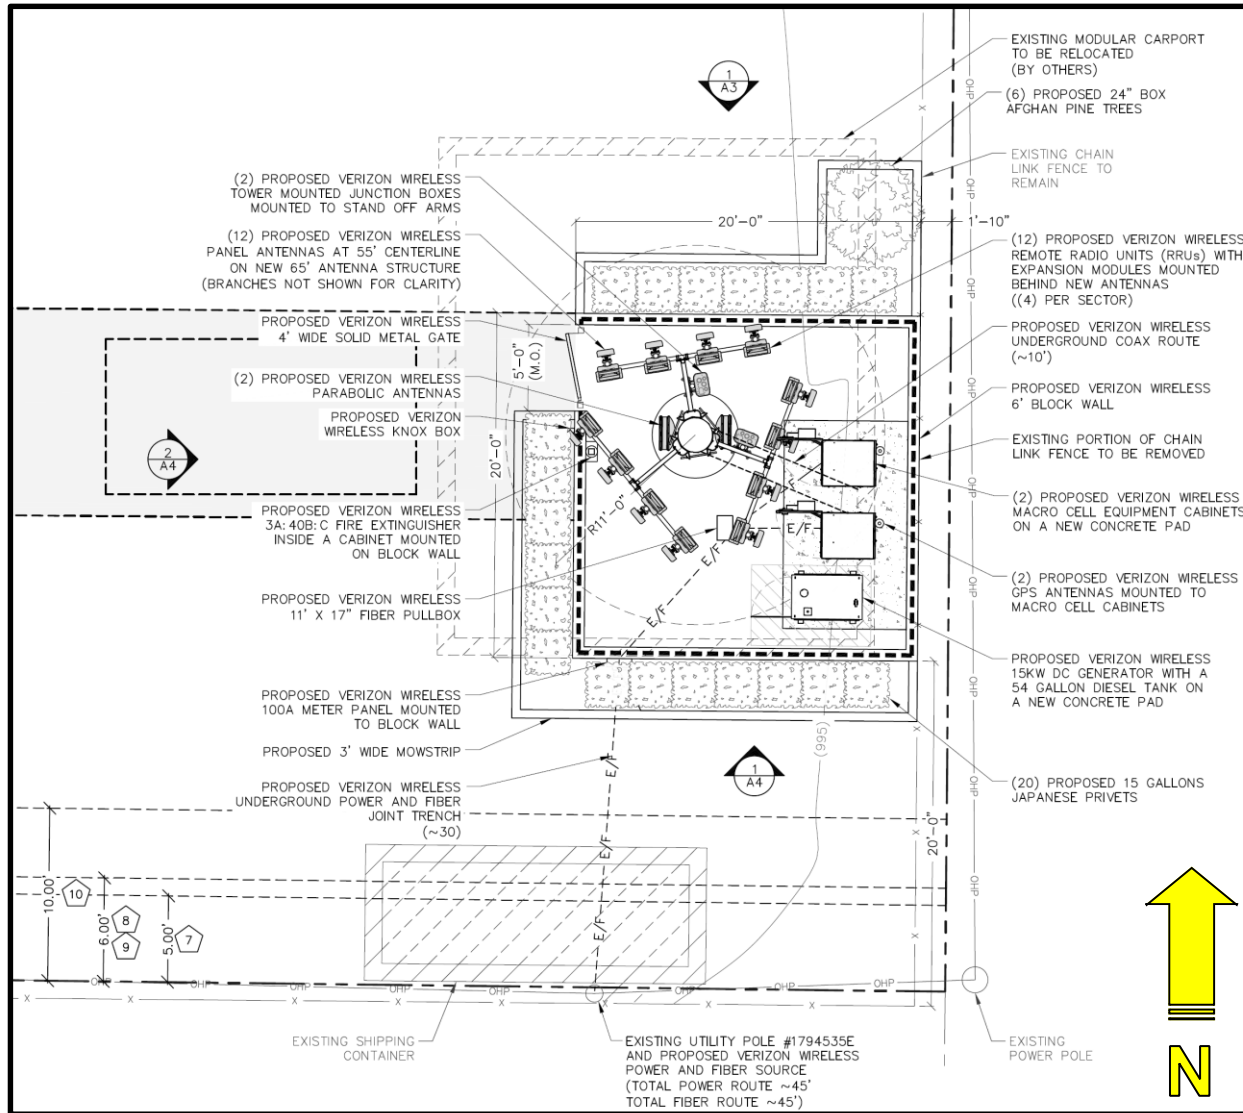 EXISTING MODULAR CARPORT
TO BE RELOCATED
(BY OTHERS)
(6) PROPOSED 24" BOX
AFGHAN PINE TREES
EXISTING CHAIN
LINK FENCE TO
REMAIN
1
A3
OHP
X
(2) PROPOSED VERIZON WIRELESS
TOWER MOUNTED JUNCTION BOXES
MOUNTED TO STAND OFF ARMS
20'-0"
1'-10"
(12) PROPOSED VERIZON WIRELESS
PANEL ANTENNAS AT 55' CENTERLINE
ON NEW 65' ANTENNA STRUCTURE
(BRANCHES NOT SHOWN FOR CLARITY)
(12) PROPOSED VERIZON WIRELESS
REMOTE RADIO UNITS (RRUs) WITH
EXPANSION MODULES MOUNTED
BEHIND NEW ANTENNAS
((4) PER SECTOR)
PROPOSED VERIZON WIRELESS
4' WIDE SOLID METAL GATE
5'-0"
(M.O.)
PROPOSED VERIZON WIRELESS
UNDERGROUND COAX ROUTE
(~10')
(2) PROPOSED VERIZON WIRELESS
PARABOLIC ANTENNAS
PROPOSED VERIZON WIRELESS
6' BLOCK WALL
PROPOSED VERIZON
WIRELESS KNOX BOX
EXISTING PORTION OF CHAIN
LINK FENCE TO BE REMOVED
2
A4
20'-0"
R11'-0"
PROPOSED VERIZON WIRELESS
3A:40B:C FIRE EXTINGUISHER
INSIDE A CABINET MOUNTED
ON BLOCK WALL
(2) PROPOSED VERIZON WIRELESS
MACRO CELL EQUIPMENT CABINETS
ON A NEW CONCRETE PAD
E/F
E/F
E/F
PROPOSED VERIZON WIRELESS
11' X 17" FIBER PULLBOX
(2) PROPOSED VERIZON WIRELESS
GPS ANTENNAS MOUNTED TO
MACRO CELL CABINETS
PROPOSED VERIZON WIRELESS
15KW DC GENERATOR WITH A
54 GALLON DIESEL TANK ON
A NEW CONCRETE PAD
PROPOSED VERIZON WIRELESS
100A METER PANEL MOUNTED
TO BLOCK WALL
PROPOSED 3' WIDE MOWSTRIP
(995)
1
A4
PROPOSED VERIZON WIRELESS
UNDERGROUND POWER AND FIBER
JOINT TRENCH
(~30)
E/F
E/F
E/F
(20) PROPOSED 15 GALLONS
JAPANESE PRIVETS
20'-0"
10.00'
10
6.00'
8
9
5.00'
7
OHP
OHP
OHP
OHP
OHP
OHP
OHP
X
X
X
X
X
X
X
X
EXISTING SHIPPING
CONTAINER
EXISTING UTILITY POLE #1794535E
AND PROPOSED VERIZON WIRELESS
POWER AND FIBER SOURCE
(TOTAL POWER ROUTE ~45'
TOTAL FIBER ROUTE ~45')
EXISTING
POWER POLE
N